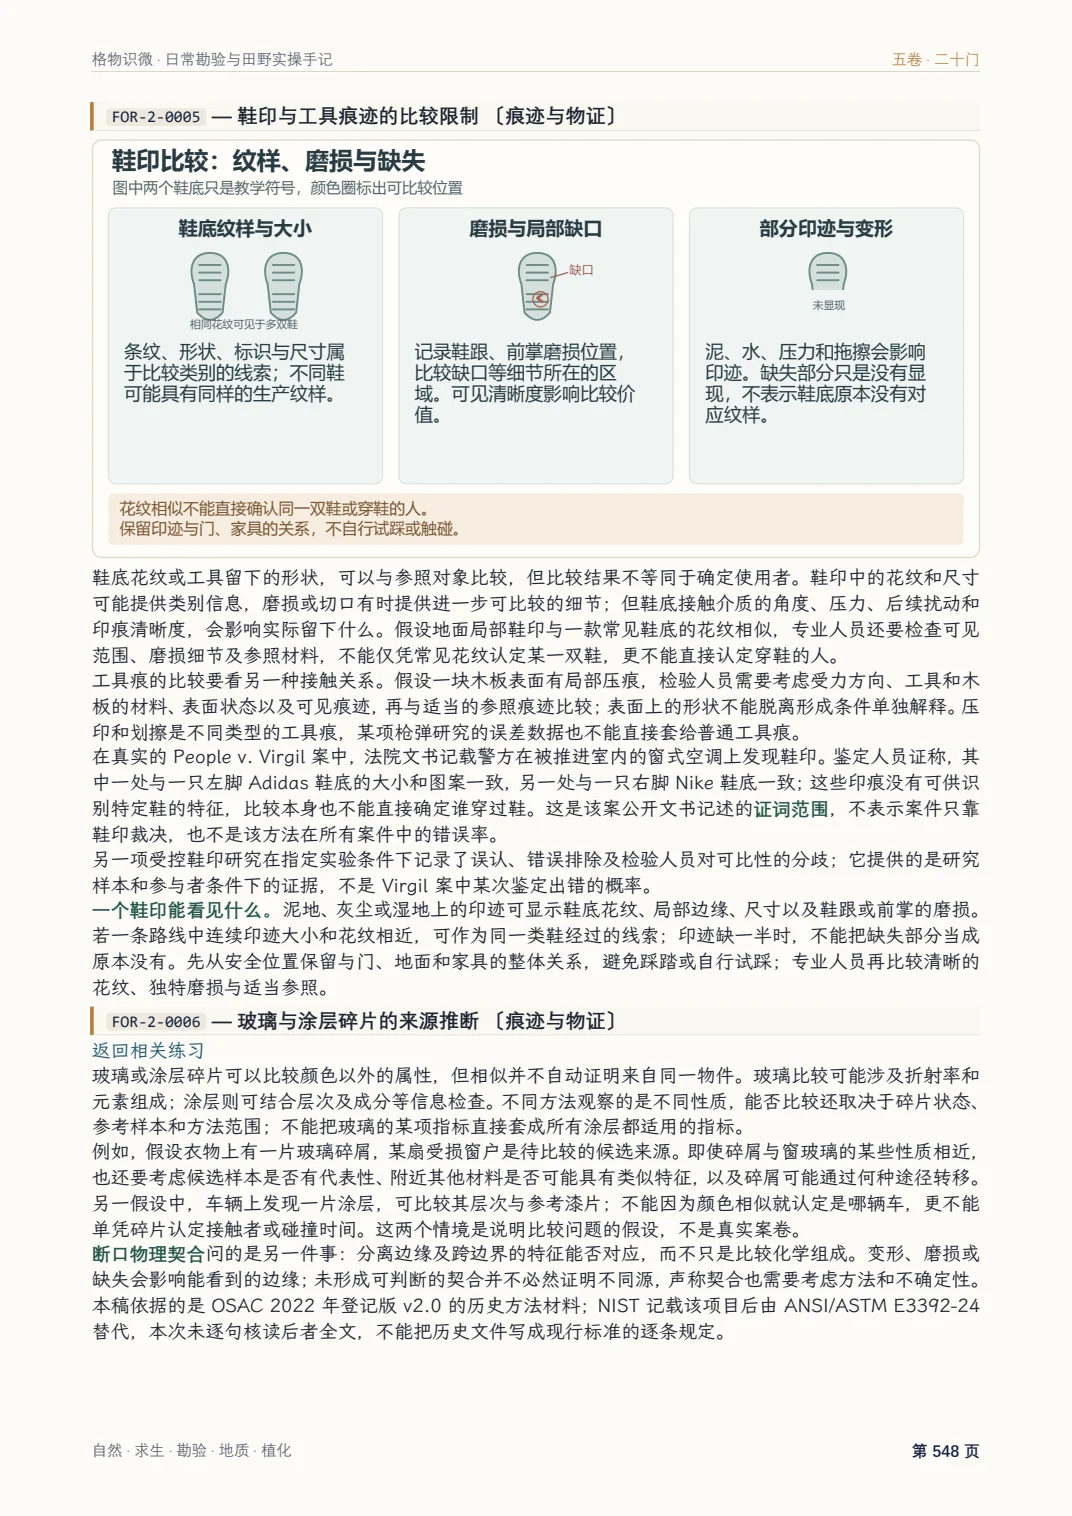 格物识微 · 日常勘验与田野实操手记
五卷 · 二十门
FOR-2-0005 — 鞋印与工具痕迹的比较限制 〔痕迹与物证〕
鞋印比较：纹样、磨损与缺失
图中两个鞋底只是教学符号，颜色圈标出可比较位置
鞋底纹样与大小
相同花纹可见于多双鞋
条纹、形状、标识与尺寸属
于比较类别的线索；不同鞋
可能具有同样的生产纹样。
磨损与局部缺口
缺口
记录鞋跟、前掌磨损位置，
比较缺口等细节所在的区
域。可见清晰度影响比较价
值。
部分印迹与变形
未显现
泥、水、压力和拖擦会影响
印迹。缺失部分只是没有显
现，不表示鞋底原本没有对
应纹样。
花纹相似不能直接确认同一双鞋或穿鞋的人。
保留印迹与门、家具的关系，不自行试踩或触碰。
鞋底花纹或工具留下的形状，可以与参照对象比较，但比较结果不等同于确定使用者。鞋印中的花纹和尺寸
可能提供类别信息，磨损或切口有时提供进一步可比较的细节；但鞋底接触介质的角度、压力、后续扰动和
印痕清晰度，会影响实际留下什么。假设地面局部鞋印与一款常见鞋底的花纹相似，专业人员还要检查可见
范围、磨损细节及参照材料，不能仅凭常见花纹认定某一双鞋，更不能直接认定穿鞋的人。
工具痕的比较要看另一种接触关系。假设一块木板表面有局部压痕，检验人员需要考虑受力方向、工具和木
板的材料、表面状态以及可见痕迹，再与适当的参照痕迹比较；表面上的形状不能脱离形成条件单独解释。压
印和划擦是不同类型的工具痕，某项枪弹研究的误差数据也不能直接套给普通工具痕。
在真实的 People v. Virgil 案中，法院文书记载警方在被推进室内的窗式空调上发现鞋印。鉴定人员证称，其
中一处与一只左脚 Adidas 鞋底的大小和图案一致，另一处与一只右脚 Nike 鞋底一致；这些印痕没有可供识
别特定鞋的特征，比较本身也不能直接确定谁穿过鞋。这是该案公开文书记述的证词范围，不表示案件只靠
鞋印裁决，也不是该方法在所有案件中的错误率。
另一项受控鞋印研究在指定实验条件下记录了误认、错误排除及检验人员对可比性的分歧；它提供的是研究
样本和参与者条件下的证据，不是 Virgil 案中某次鉴定出错的概率。
一个鞋印能看见什么。泥地、灰尘或湿地上的印迹可显示鞋底花纹、局部边缘、尺寸以及鞋跟或前掌的磨损。
若一条路线中连续印迹大小和花纹相近，可作为同一类鞋经过的线索；印迹缺一半时，不能把缺失部分当成
原本没有。先从安全位置保留与门、地面和家具的整体关系，避免踩踏或自行试踩；专业人员再比较清晰的
花纹、独特磨损与适当参照。
FOR-2-0006 — 玻璃与涂层碎片的来源推断 〔痕迹与物证〕
返回相关练习
玻璃或涂层碎片可以比较颜色以外的属性，但相似并不自动证明来自同一物件。玻璃比较可能涉及折射率和
元素组成；涂层则可结合层次及成分等信息检查。不同方法观察的是不同性质，能否比较还取决于碎片状态、
参考样本和方法范围；不能把玻璃的某项指标直接套成所有涂层都适用的指标。
例如，假设衣物上有一片玻璃碎屑，某扇受损窗户是待比较的候选来源。即使碎屑与窗玻璃的某些性质相近，
也还要考虑候选样本是否有代表性、附近其他材料是否可能具有类似特征，以及碎屑可能通过何种途径转移。
另一假设中，车辆上发现一片涂层，可比较其层次与参考漆片；不能因为颜色相似就认定是哪辆车，更不能
单凭碎片认定接触者或碰撞时间。这两个情境是说明比较问题的假设，不是真实案卷。
断口物理契合问的是另一件事：分离边缘及跨边界的特征能否对应，而不只是比较化学组成。变形、磨损或
缺失会影响能看到的边缘；未形成可判断的契合并不必然证明不同源，声称契合也需要考虑方法和不确定性。
本稿依据的是 OSAC 2022 年登记版 v2.0 的历史方法材料；NIST 记载该项目后由 ANSI/ASTM E3392-24
替代，本次未逐句核读后者全文，不能把历史文件写成现行标准的逐条规定。
自然 · 求生 · 勘验 · 地质 · 植化
第 548 页